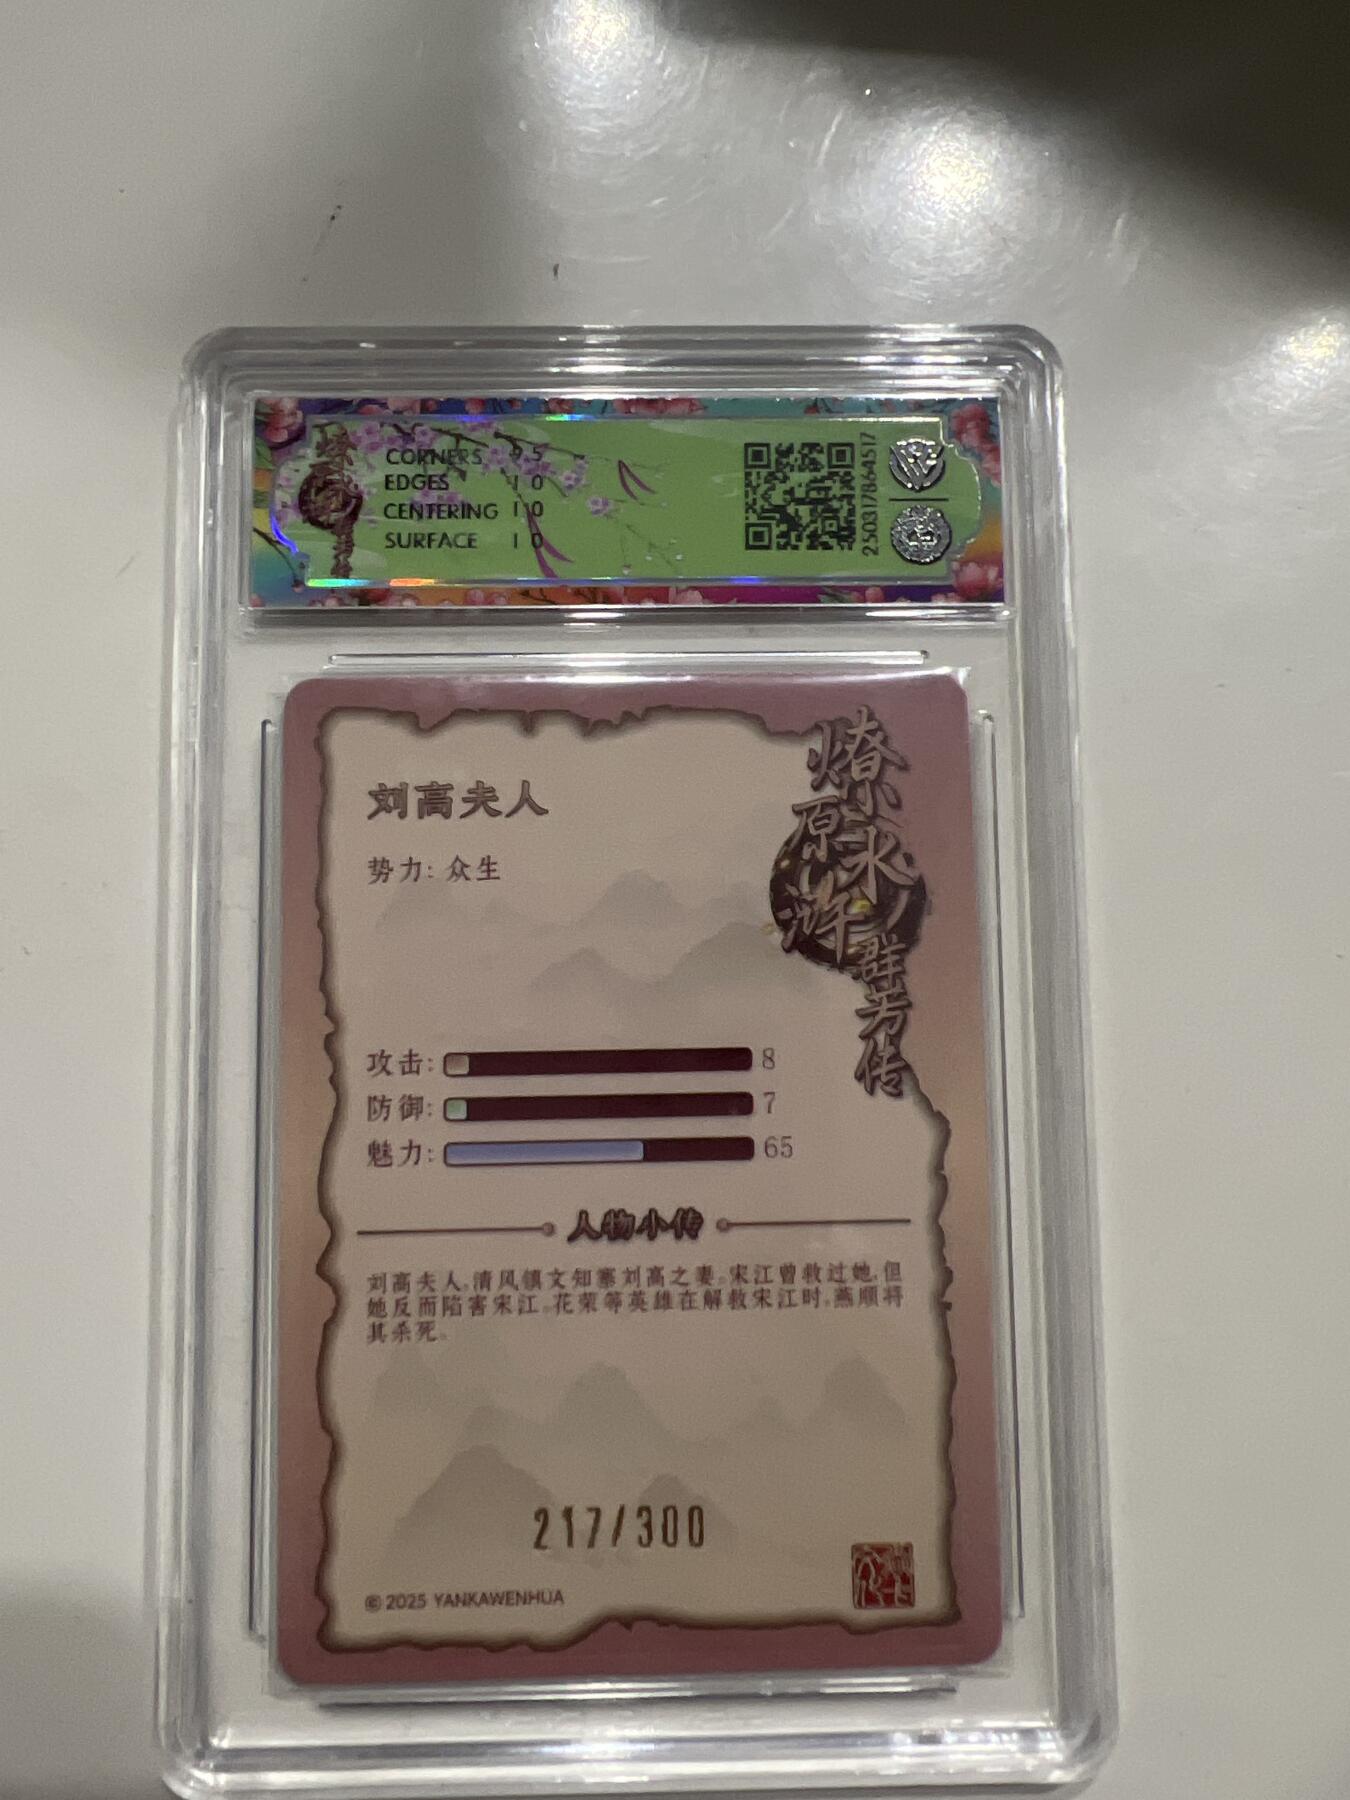 CORNERS 9.5
EDGES 10
CENTERING 10
SURFACE 10
2503117864517
刘高夫人
势力: 众生
燎原水浒
群芳传
攻击: 8
防御: 7
魅力: 65
人物小传
刘高夫人,清风镇文知寨刘高之妻。宋江曾救过她,但
她反而陷害宋江。花荣等英雄在解救宋江时,燕顺将
其杀死。
217/300
© 2025 YANKAWENHUA